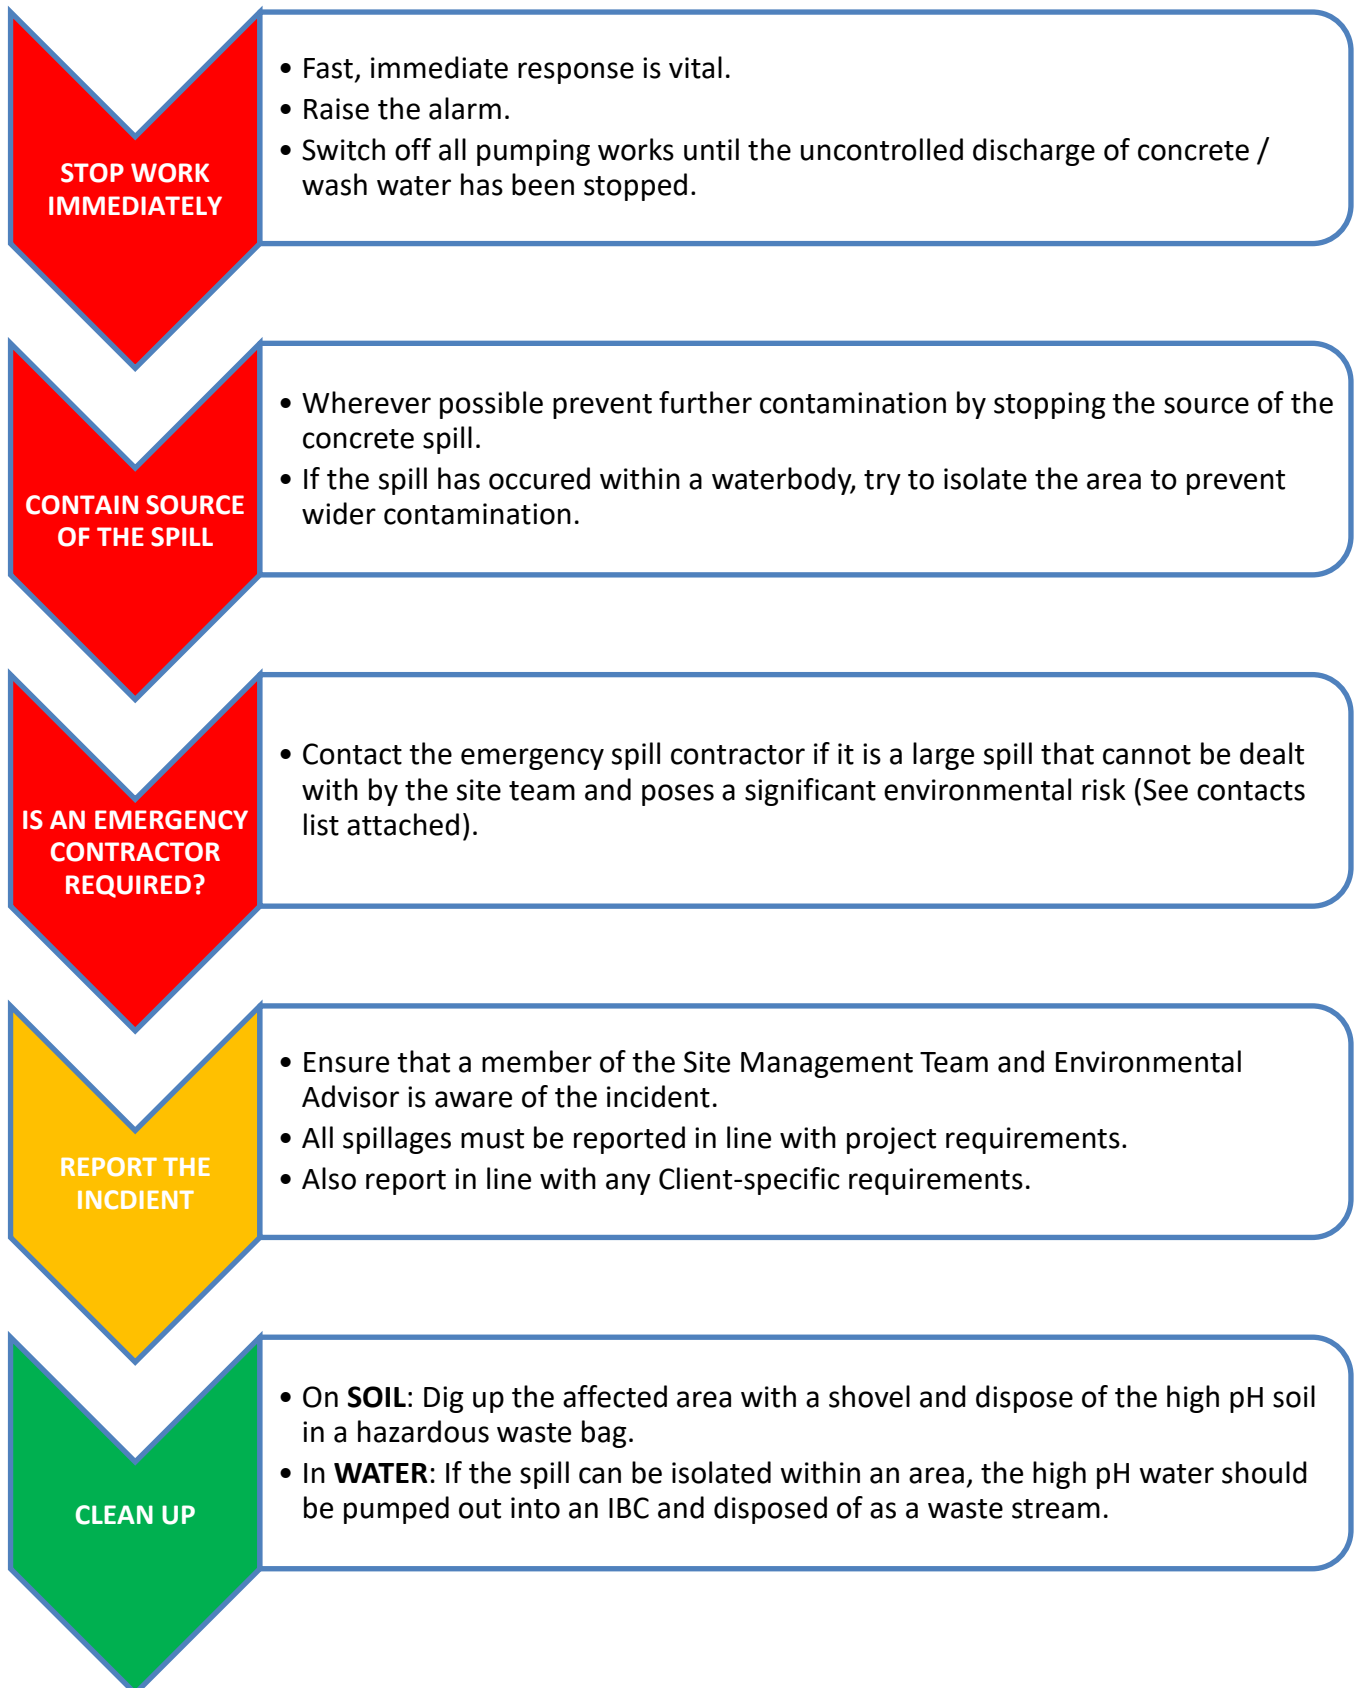 STOP WORK
IMMEDIATELY
• Fast, immediate response is vital.
• Raise the alarm.
• Switch off all pumping works until the uncontrolled discharge of concrete /
wash water has been stopped.
CONTAIN SOURCE
OF THE SPILL
• Wherever possible prevent further contamination by stopping the source of the
concrete spill.
• If the spill has occured within a waterbody, try to isolate the area to prevent
wider contamination.
IS AN EMERGENCY
CONTRACTOR
REQUIRED?
• Contact the emergency spill contractor if it is a large spill that cannot be dealt
with by the site team and poses a significant environmental risk (See contacts
list attached).
REPORT THE
INCDIENT
• Ensure that a member of the Site Management Team and Environmental
Advisor is aware of the incident.
• All spillages must be reported in line with project requirements.
• Also report in line with any Client-specific requirements.
CLEAN UP
• On SOIL: Dig up the affected area with a shovel and dispose of the high pH soil
in a hazardous waste bag.
• In WATER: If the spill can be isolated within an area, the high pH water should
be pumped out into an IBC and disposed of as a waste stream.